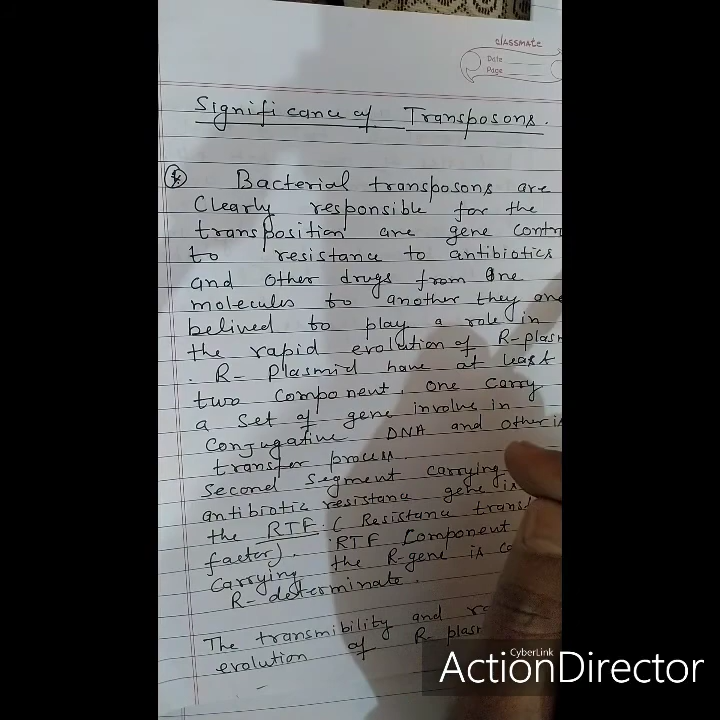 classmate
Date
Page
Significance of Transposons.
Bacterial transposons are
Clearly responsible for the
transposition are gene contr
to resistance to antibiotics
and other drugs from one
molecules to another they are
belived to play a role in
the rapid evolution of R-plasm
. R- Plasmid have at least
two component, one carry
a set of gene involve in
conjugative DNA and other is
transfer process.
Second segment carrying
antibiotic resistance gene is
the RTF ( Resistance trans
factor). RTF Component
Carrying the R-gene is c
R- determinate.
The transmibility and ra
evolution of R plas
CyberLink
ActionDirector